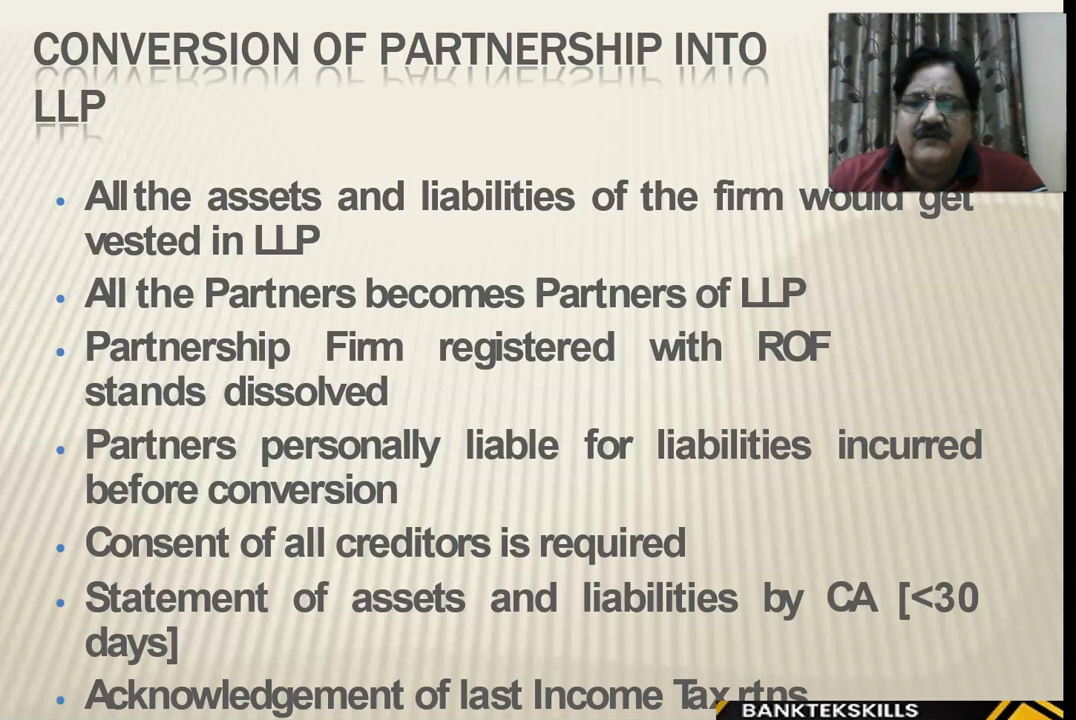 CONVERSION OF PARTNERSHIP INTO
LLP
• All the assets and liabilities of the firm would get
vested in LLP
• All the Partners becomes Partners of LLP
• Partnership Firm registered with ROF
stands dissolved
• Partners personally liable for liabilities incurred
before conversion
• Consent of all creditors is required
• Statement of assets and liabilities by CA [<30
days]
• Acknowledgement of last Income Tax rtns
BANKTEKSKILLS